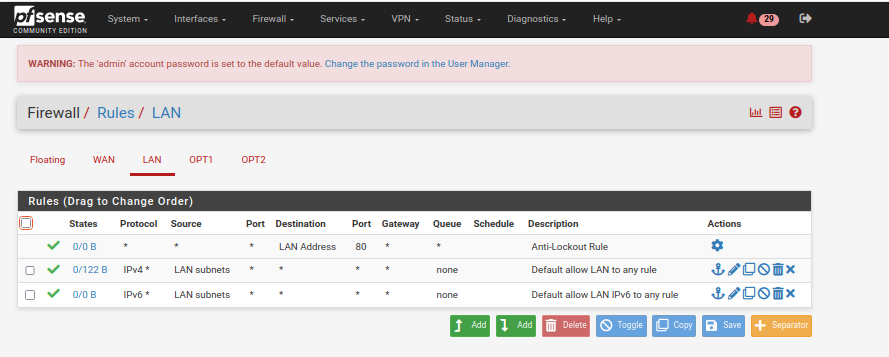 pfsense System Interfaces Firewall Services VPN Status Diagnostics Help 29
COMMUNITY EDITION
WARNING: The 'admin' account password is set to the default value. Change the password in the User Manager.
Firewall / Rules / LAN
Floating WAN LAN OPT1 OPT2
Rules (Drag to Change Order)
States Protocol Source Port Destination Port Gateway Queue Schedule Description Actions
0/0 B * * * LAN Address 80 * * Anti-Lockout Rule
0/122 B IPv4 * LAN subnets * * * * none Default allow LAN to any rule
0/0 B IPv6 * LAN subnets * * * * none Default allow LAN IPv6 to any rule
Add Add Delete Toggle Copy Save Separator